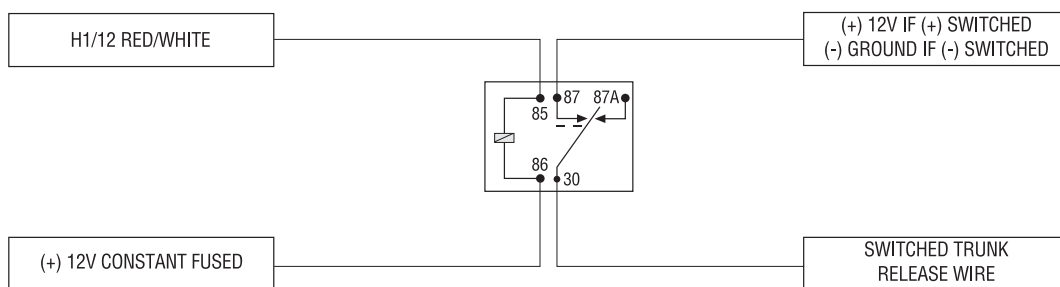 H1/12 RED/WHITE
(+) 12V IF (+) SWITCHED
(-) GROUND IF (-) SWITCHED
87
87A
85
86
30
(+) 12V CONSTANT FUSED
SWITCHED TRUNK
RELEASE WIRE